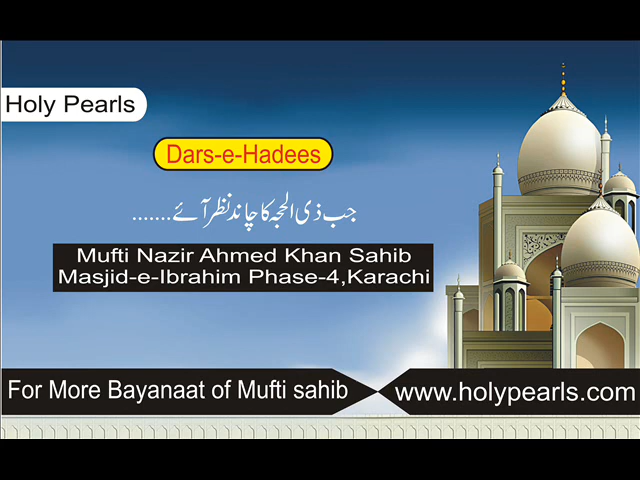 Holy Pearls
Dars-e-Hadees
جب ذی الحجہ کا چاند نظر آئے.......
Mufti Nazir Ahmed Khan Sahib
Masjid-e-Ibrahim Phase-4,Karachi
For More Bayanaat of Mufti sahib
www.holypearls.com